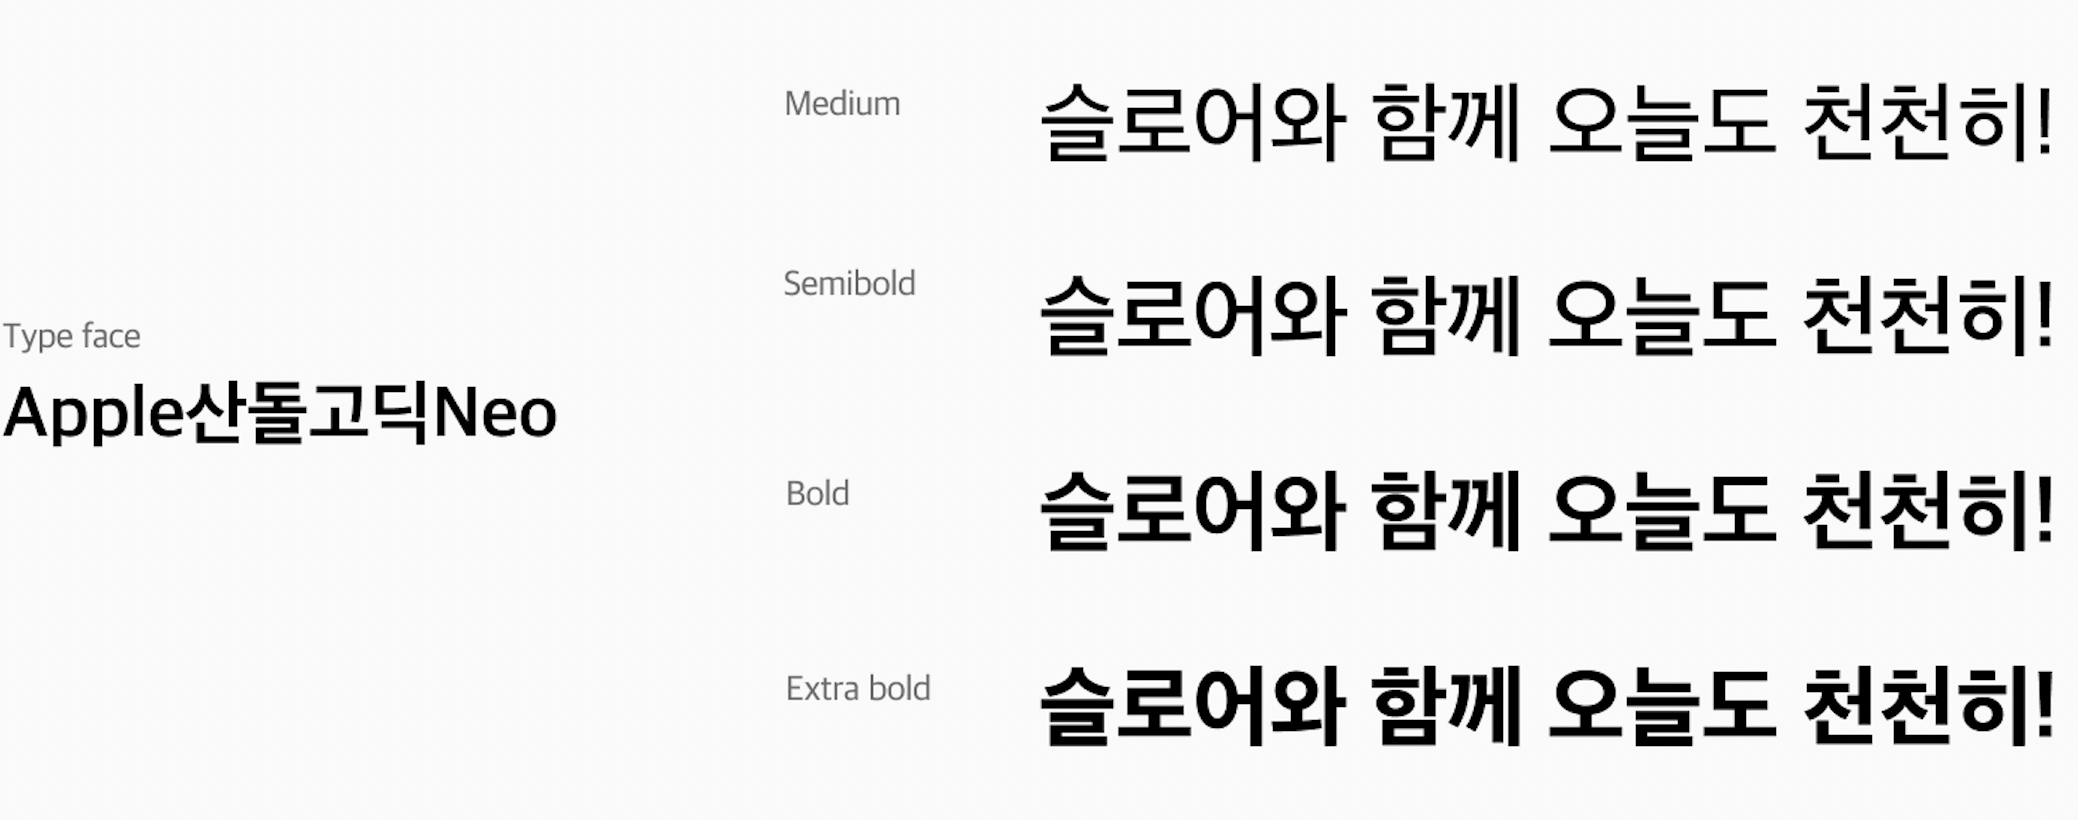 Type face
Apple산돌고딕Neo
Medium
슬로어와 함께 오늘도 천천히!
Semibold
슬로어와 함께 오늘도 천천히!
Bold
슬로어와 함께 오늘도 천천히!
Extra bold
슬로어와 함께 오늘도 천천히!